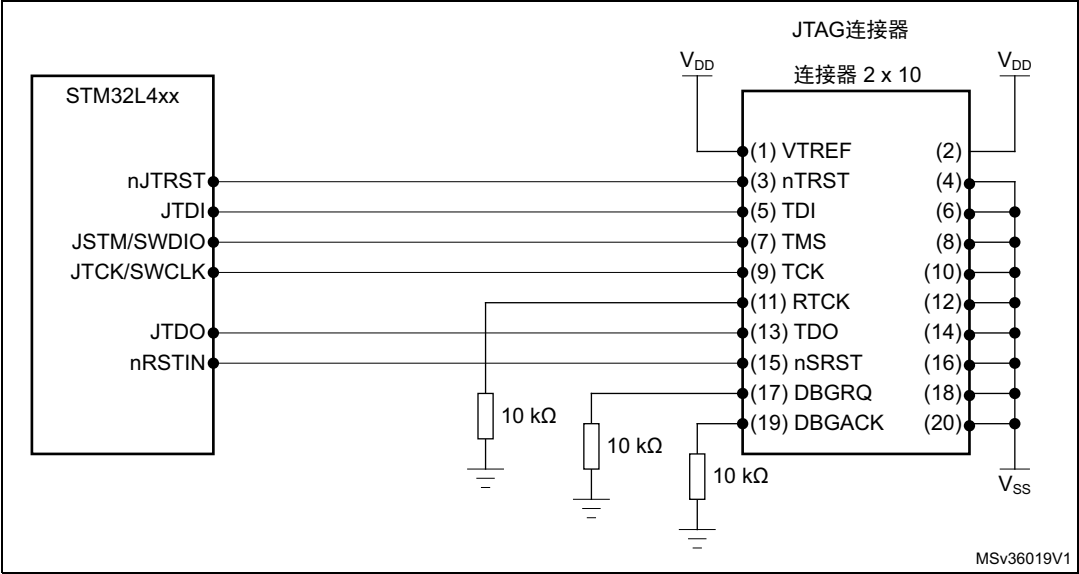 JTAG连接器
VDD
VDD
连接器 2 x 10
STM32L4xx
(1) VTREF
(2)
nJTRST
(3) nTRST
(4)
JTDI
(5) TDI
(6)
JSTM/SWDIO
(7) TMS
(8)
JTCK/SWCLK
(9) TCK
(10)
(11) RTCK
(12)
JTDO
(13) TDO
(14)
nRSTIN
(15) nSRST
(16)
(17) DBGRQ
(18)
10 kΩ
(19) DBGACK
(20)
10 kΩ
10 kΩ
VSS
MSv36019V1